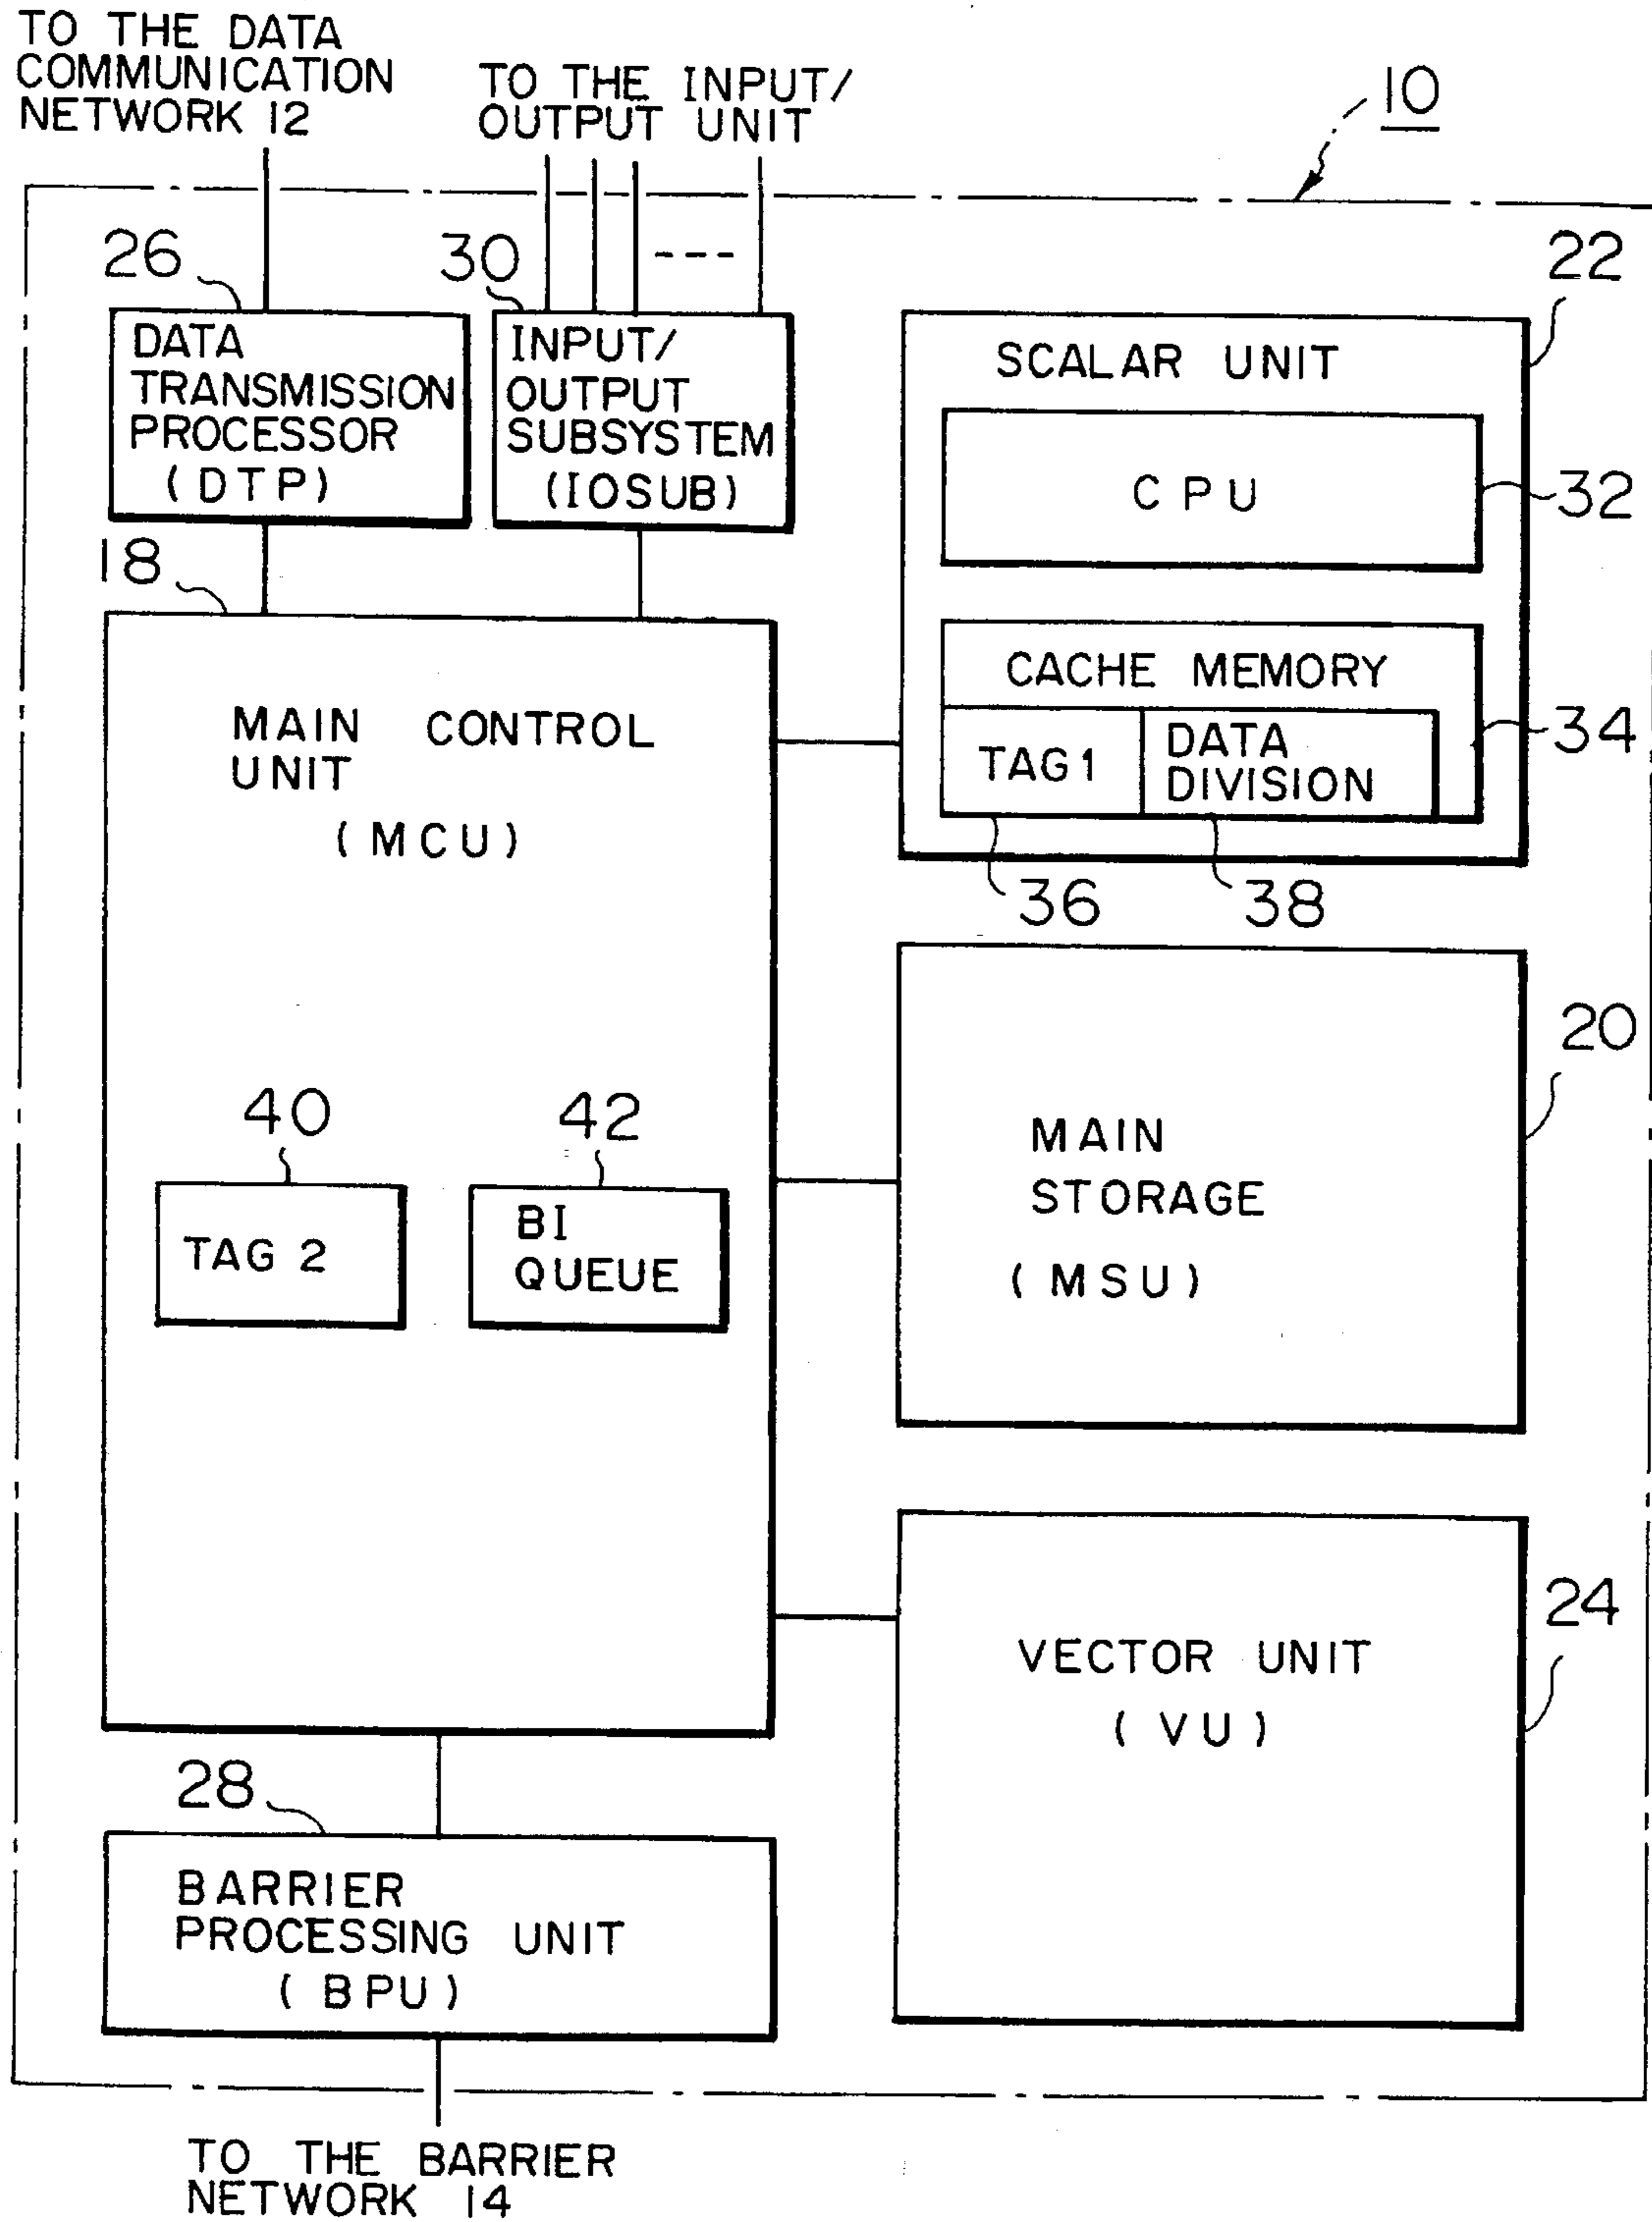 TO THE DATA
COMMUNICATION
NETWORK 12
TO THE INPUT/
OUTPUT UNIT
10
26
30
---
22
DATA
TRANSMISSION
PROCESSOR
(DTP)
INPUT/
OUTPUT
SUBSYSTEM
(IOSUB)
SCALAR UNIT
CPU
32
18
CACHE MEMORY
TAG 1
DATA
DIVISION
34
36
38
MAIN CONTROL
UNIT
(MCU)
40
42
TAG 2
BI
QUEUE
20
MAIN
STORAGE
(MSU)
24
VECTOR UNIT
(VU)
28
BARRIER
PROCESSING UNIT
(BPU)
TO THE BARRIER
NETWORK 14